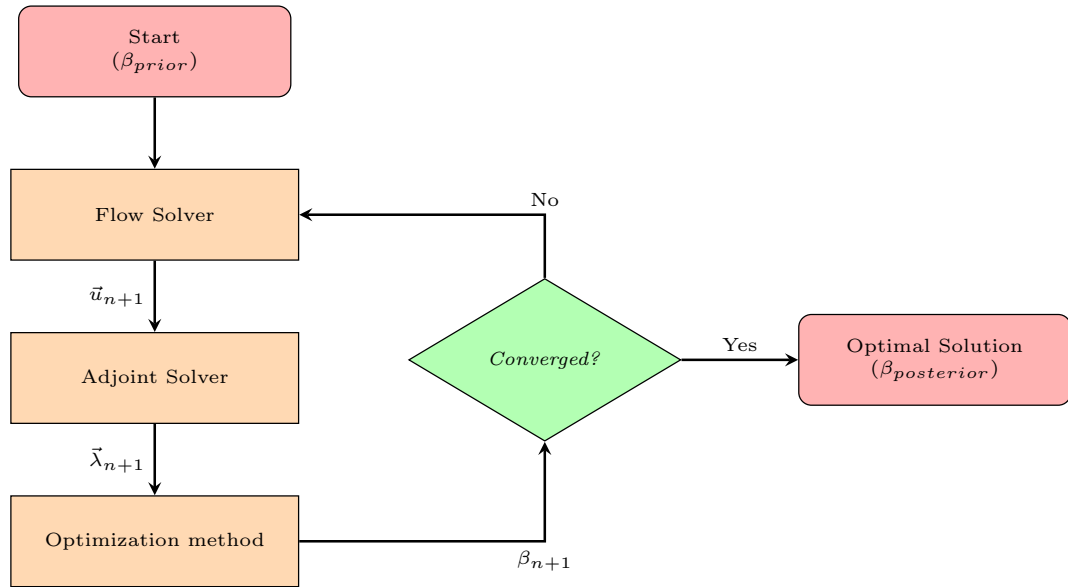 Start
(β_prior)
Flow Solver
No
u⃗_{n+1}
Adjoint Solver
Converged?
Yes
Optimal Solution
(β_posterior)
λ⃗_{n+1}
Optimization method
β_{n+1}